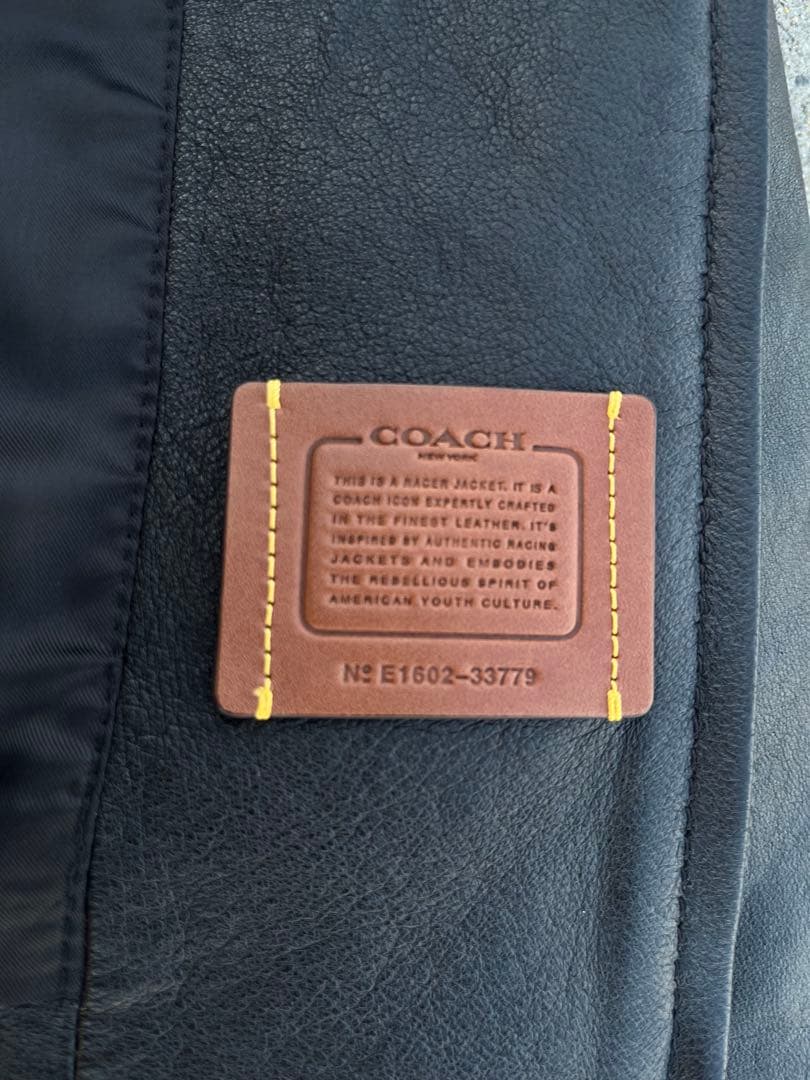 COACH
NEW YORK
THIS IS A RACER JACKET. IT IS A
COACH ICON EXPERTLY CRAFTED
IN THE FINEST LEATHER. IT'S
INSPIRED BY AUTHENTIC RACING
JACKETS AND EMBODIES
THE REBELLIOUS SPIRIT OF
AMERICAN YOUTH CULTURE.
Nº E1602-33779